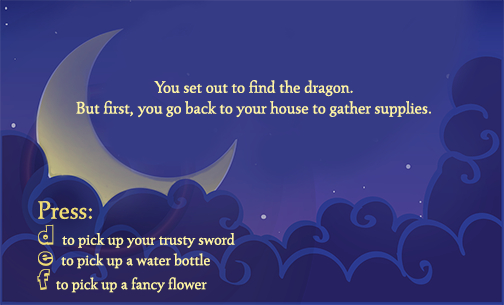 You set out to find the dragon.
But first, you go back to your house to gather supplies.
Press:
d to pick up your trusty sword
e to pick up a water bottle
f to pick up a fancy flower